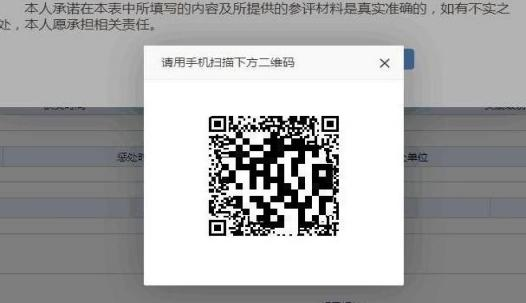 本人承诺在本表中所填写的内容及所提供的参评材料是真实准确的，如有不实之
处，本人愿承担相关责任。
请用手机扫描下方二维码
惩处时
处单位